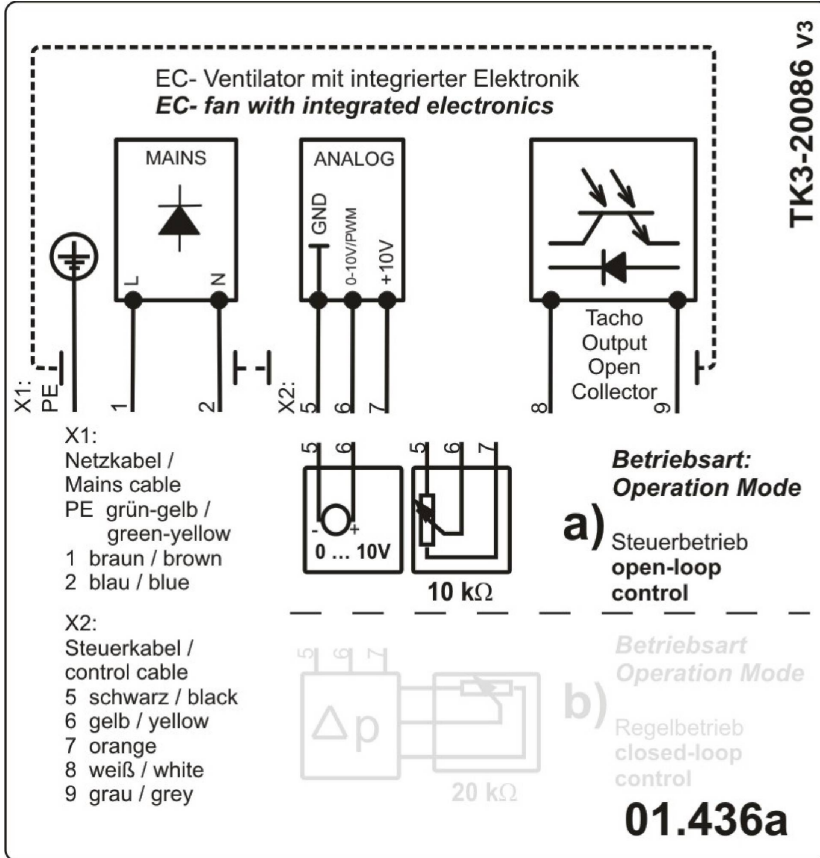 TK3-20086 V3
EC- Ventilator mit integrierter Elektronik
EC- fan with integrated electronics
MAINS
L
N
ANALOG
GND
0-10V/PWM
+10V
Tacho
Output
Open
Collector
X1:
PE
1
2
X2:
5
6
7
8
9
X1:
Netzkabel /
Mains cable
PE grün-gelb /
green-yellow
1 braun / brown
2 blau / blue
X2:
Steuerkabel /
control cable
5 schwarz / black
6 gelb / yellow
7 orange
8 weiß / white
9 grau / grey
5 6
- +
0 ... 10V
5 6 7
10 kΩ
Betriebsart:
Operation Mode
a)
Steuerbetrieb
open-loop
control
5 6 7
Δp
20 kΩ
Betriebsart
Operation Mode
b)
Regelbetrieb
closed-loop
control
01.436a